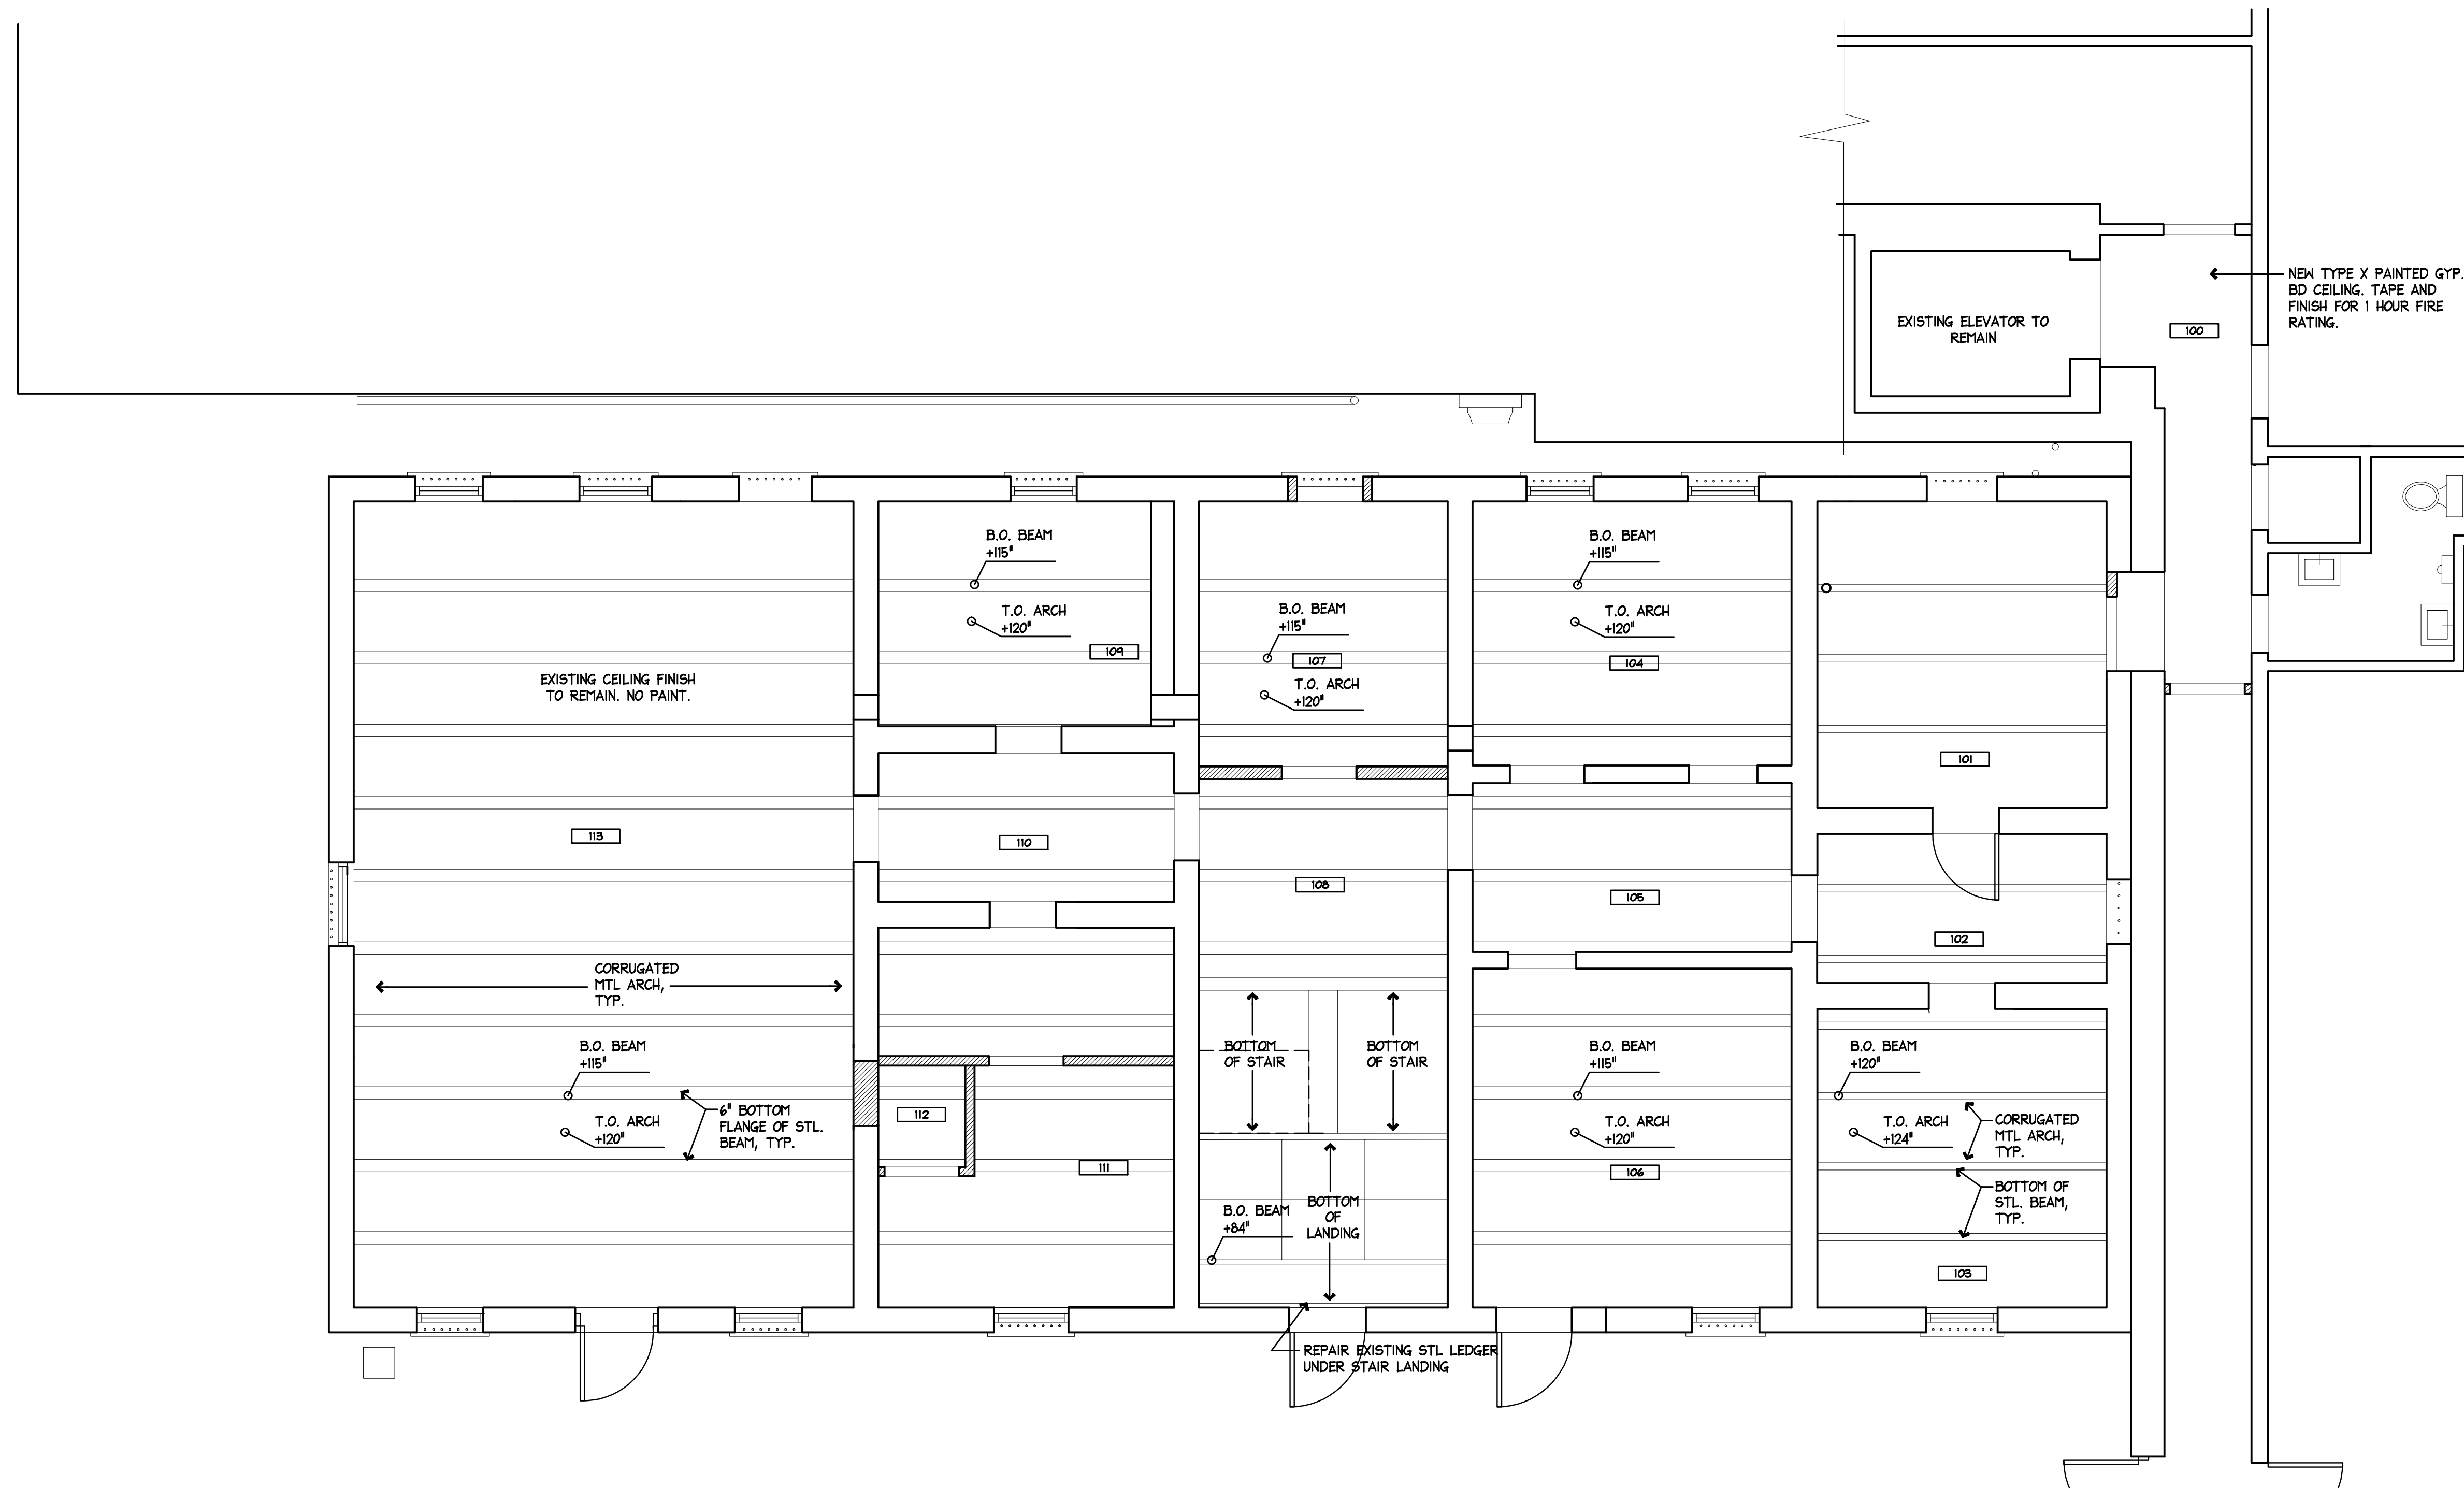 NEW TYPE X PAINTED GYP.
BD CEILING. TAPE AND
FINISH FOR 1 HOUR FIRE
RATING.
EXISTING ELEVATOR TO
REMAIN
100
B.O. BEAM
+115"
T.O. ARCH
+120"
109
B.O. BEAM
+115"
107
T.O. ARCH
+120"
B.O. BEAM
+115"
T.O. ARCH
+120"
104
EXISTING CEILING FINISH
TO REMAIN. NO PAINT.
101
113
110
108
105
102
CORRUGATED
MTL ARCH,
TYP.
B.O. BEAM
+115"
T.O. ARCH
+120"
6" BOTTOM
FLANGE OF STL.
BEAM, TYP.
112
111
BOTTOM
OF STAIR
BOTTOM
OF STAIR
B.O. BEAM
+84"
BOTTOM
OF
LANDING
B.O. BEAM
+115"
T.O. ARCH
+120"
106
B.O. BEAM
+120"
T.O. ARCH
+124"
CORRUGATED
MTL ARCH,
TYP.
BOTTOM OF
STL. BEAM,
TYP.
103
REPAIR EXISTING STL LEDGER
UNDER STAIR LANDING